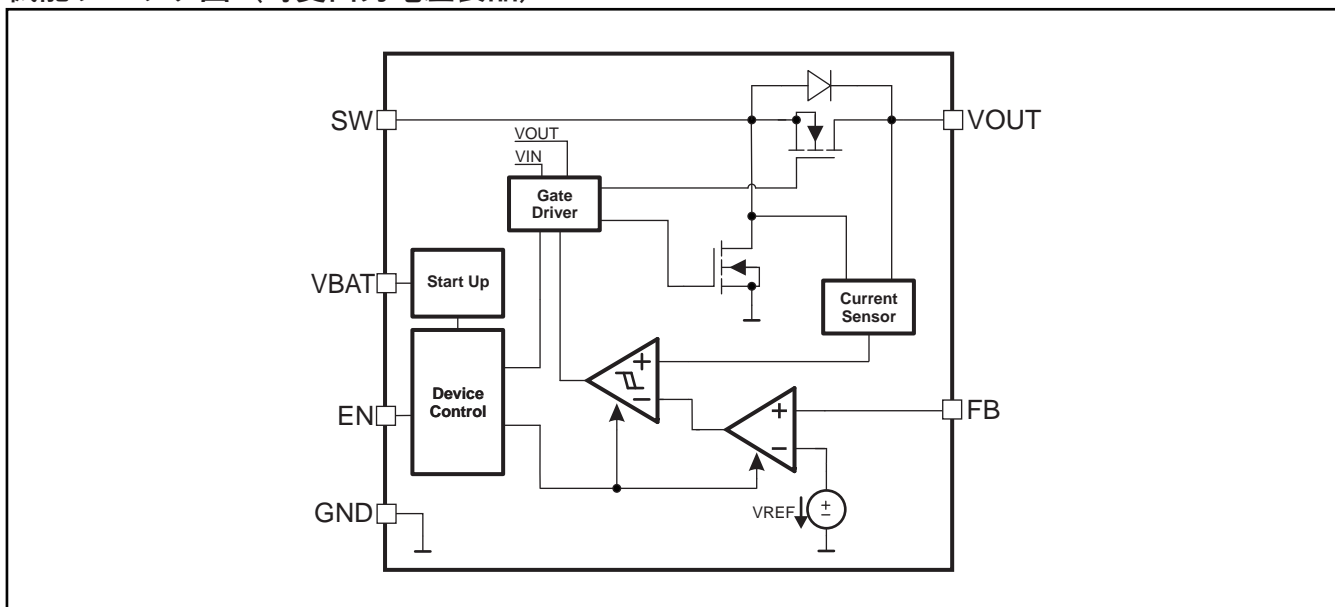 SW
VOUT
VOUT
VIN
Gate
Driver
VBAT
Start Up
Current
Sensor
Device
Control
EN
FB
GND
VREF
+
−
+
−
+
−